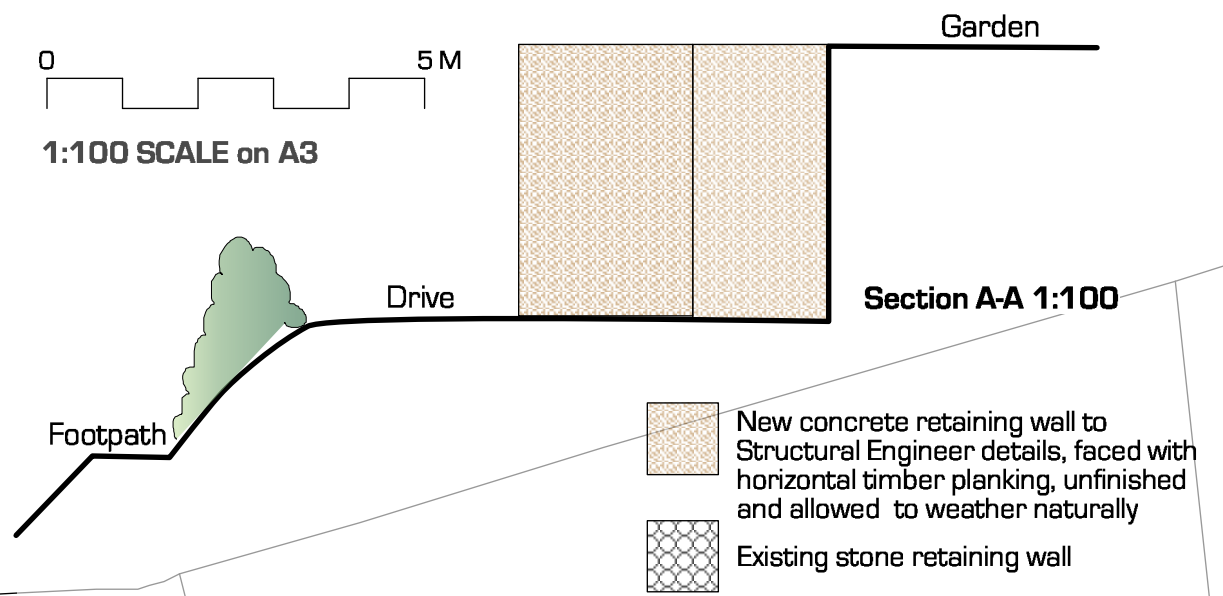 Garden
0 5 M
1:100 SCALE on A3
Drive
Section A-A 1:100
Footpath
New concrete retaining wall to
Structural Engineer details, faced with
horizontal timber planking, unfinished
and allowed to weather naturally
Existing stone retaining wall